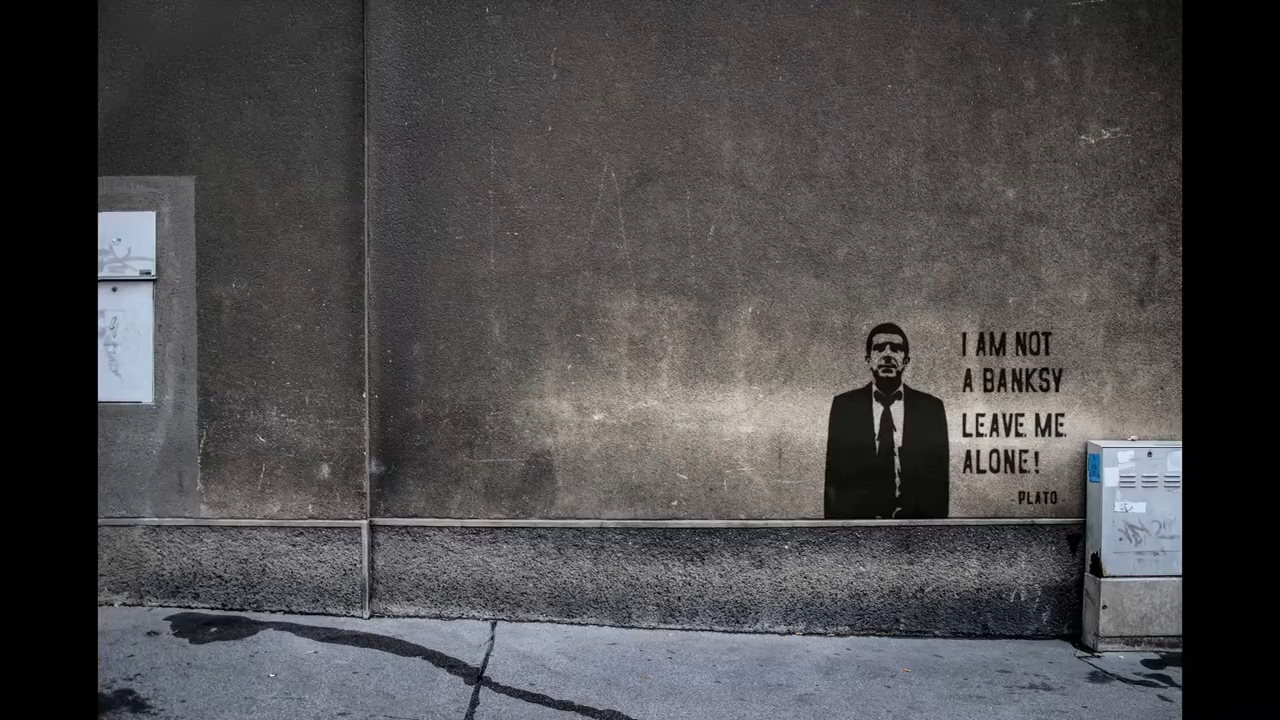 I AM NOT
A BANKSY
LEAVE ME
ALONE!
- PLATO -